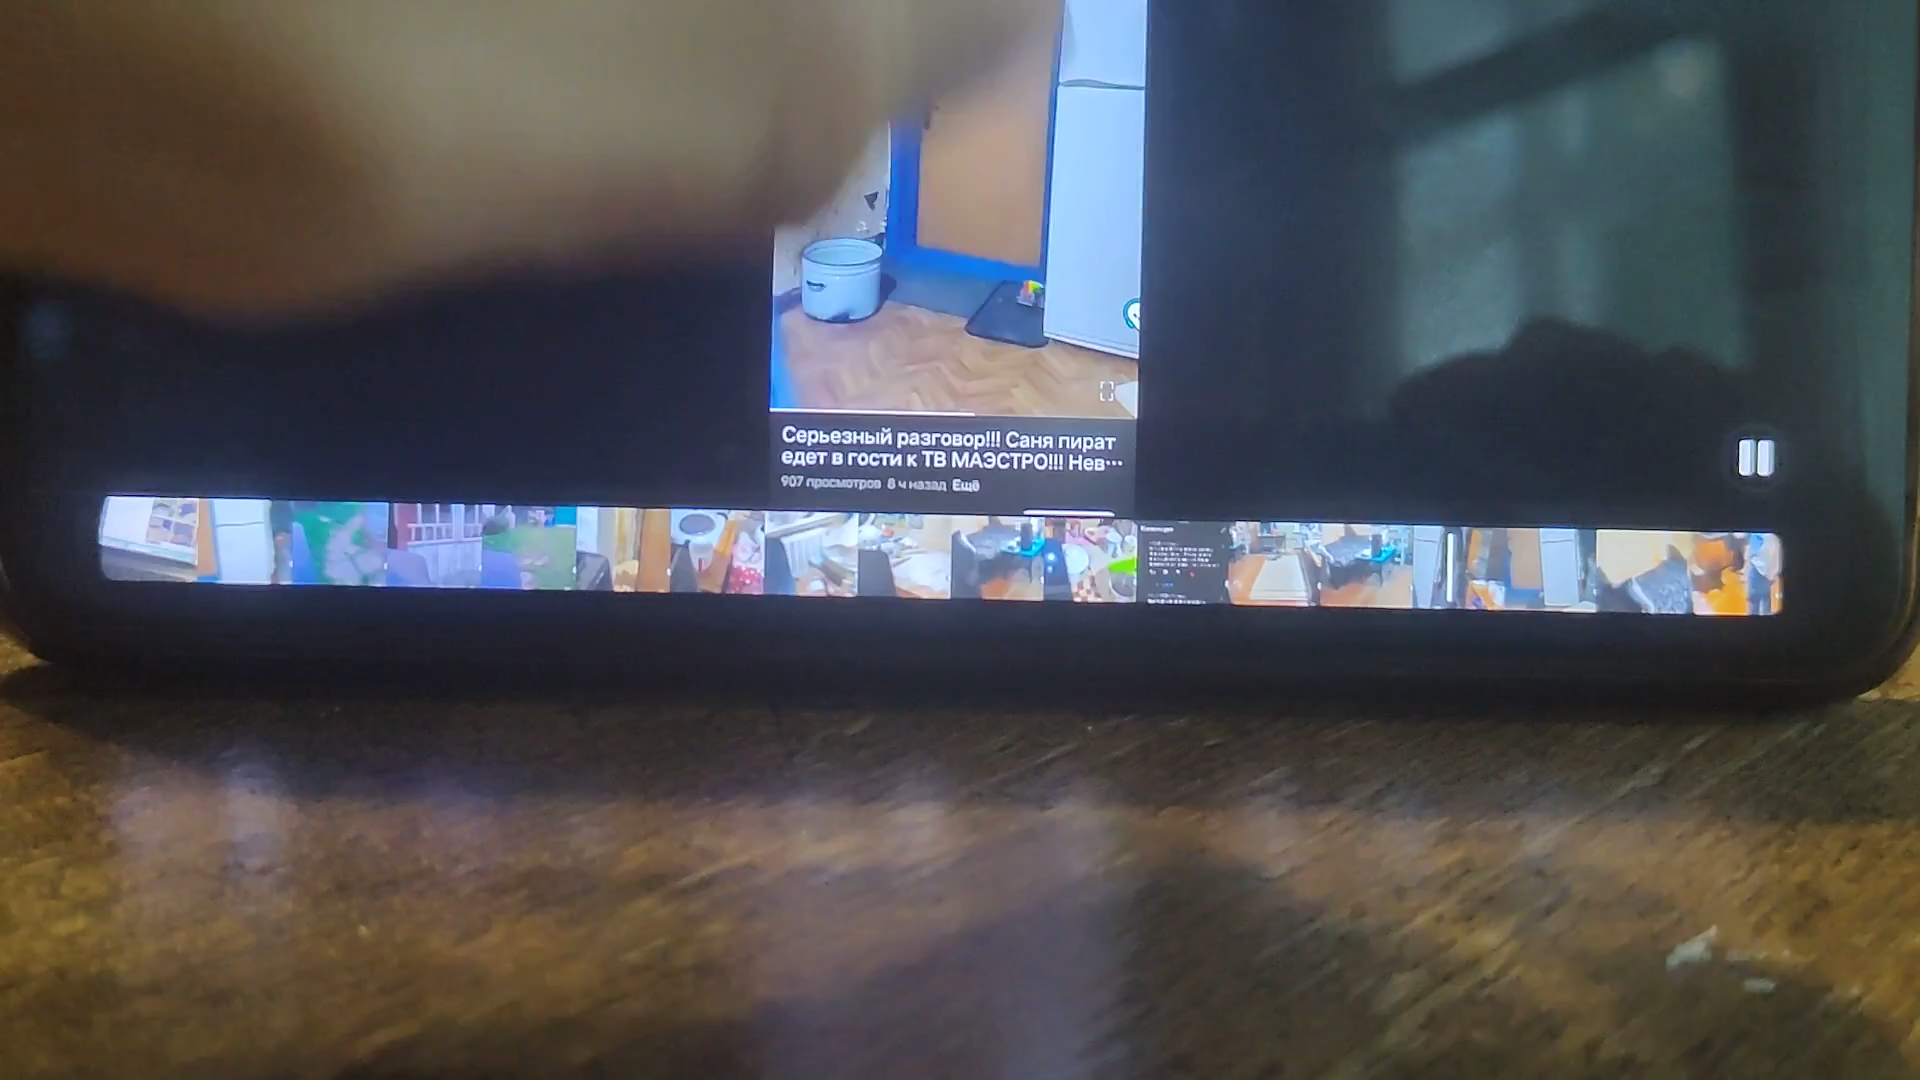 Серьезный разговор!!! Саня пират
едет в гости к ТВ МАЭСТРО!!! Нев...
907 просмотров 8 ч назад Ещё